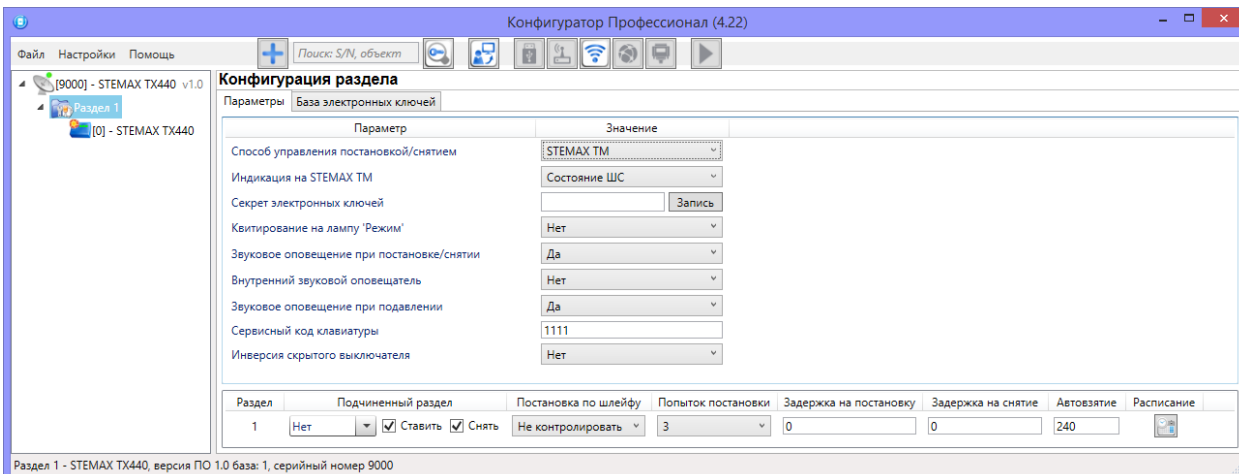 Конфигуратор Профессионал (4.22)
Файл Настройки Помощь Поиск: S/N, объект
[9000] - STEMAX TX440 v1.0
Раздел 1
[0] - STEMAX TX440
Конфигурация раздела
Параметры База электронных ключей
Параметр Значение
Способ управления постановкой/снятием STEMAX TM
Индикация на STEMAX TM Состояние ШС
Секрет электронных ключей Запись
Квитирование на лампу 'Режим' Нет
Звуковое оповещение при постановке/снятии Да
Внутренний звуковой оповещатель Нет
Звуковое оповещение при подавлении Да
Сервисный код клавиатуры 1111
Инверсия скрытого выключателя Нет
Раздел Подчиненный раздел Постановка по шлейфу Попыток постановки Задержка на постановку Задержка на снятие Автовзятие Расписание
1 Нет Ставить Снять Не контролировать 3 0 0 240
Раздел 1 - STEMAX TX440, версия ПО 1.0 база: 1, серийный номер 9000